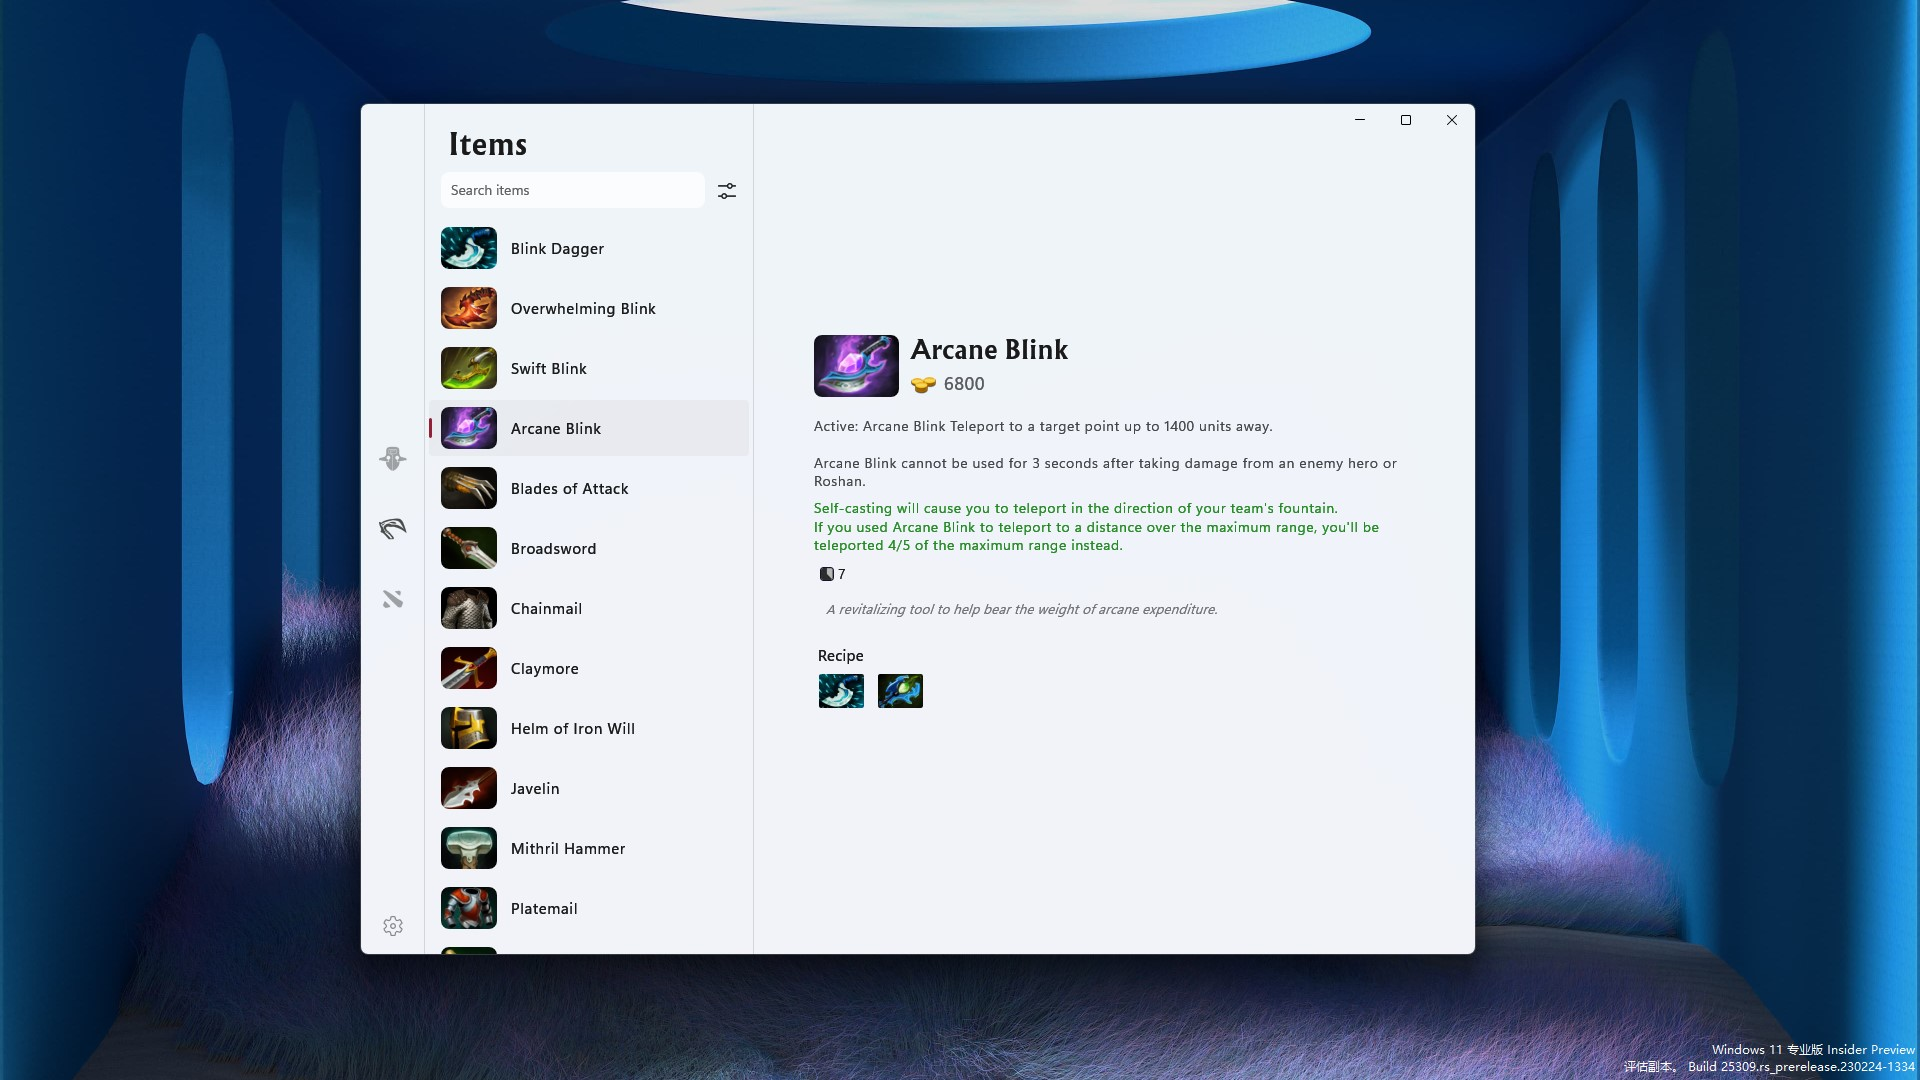 Items
Search items
Blink Dagger
Overwhelming Blink
Swift Blink
Arcane Blink
Blades of Attack
Broadsword
Chainmail
Claymore
Helm of Iron Will
Javelin
Mithril Hammer
Platemail
Arcane Blink
6800
Active: Arcane Blink Teleport to a target point up to 1400 units away.
Arcane Blink cannot be used for 3 seconds after taking damage from an enemy hero or
Roshan.
Self-casting will cause you to teleport in the direction of your team's fountain.
If you used Arcane Blink to teleport to a distance over the maximum range, you'll be
teleported 4/5 of the maximum range instead.
7
A revitalizing tool to help bear the weight of arcane expenditure.
Recipe
Windows 11 专业版 Insider Preview
评估副本。 Build 25309.rs_prerelease.230224-1334